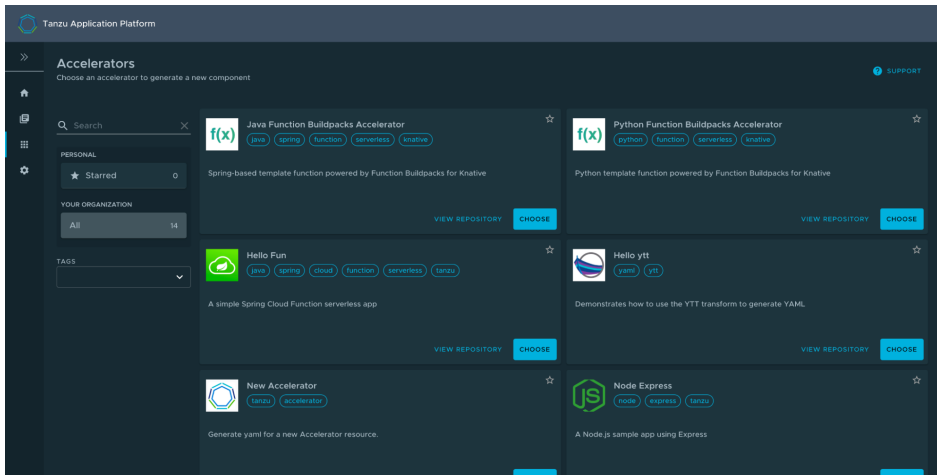 Tanzu Application Platform
Accelerators
Choose an accelerator to generate a new component
SUPPORT
Search
PERSONAL
Starred 0
YOUR ORGANIZATION
All 14
TAGS
f(x)
Java Function Buildpacks Accelerator
java spring function serverless knative
Spring-based template function powered by Function Buildpacks for Knative
VIEW REPOSITORY CHOOSE
f(x)
Python Function Buildpacks Accelerator
python function serverless knative
Python template function powered by Function Buildpacks for Knative
VIEW REPOSITORY CHOOSE
Hello Fun
java spring cloud function serverless tanzu
A simple Spring Cloud Function serverless app
VIEW REPOSITORY CHOOSE
Hello ytt
yaml ytt
Demonstrates how to use the YTT transform to generate YAML
VIEW REPOSITORY CHOOSE
New Accelerator
tanzu accelerator
Generate yaml for a new Accelerator resource.
JS
Node Express
node express tanzu
A Node.js sample app using Express